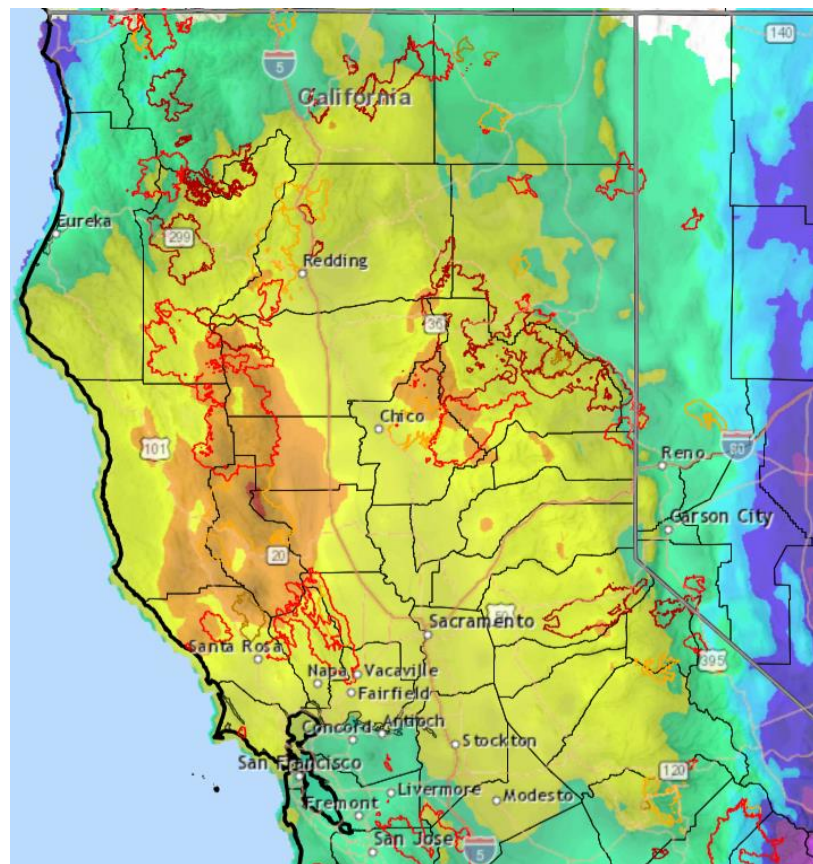 140
5
California
Eureka
299
Redding
36
Chico
101
Reno
80
Carson City
20
50
Sacramento
Santa Rosa
395
Napa
Vacaville
Fairfield
Concord
Antioch
Stockton
San Francisco
120
Livermore
Modesto
Fremont
San Jose
5